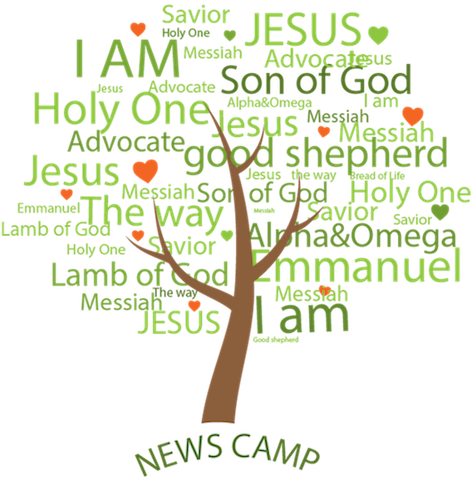 Savior
JESUS
Holy One
I AM
Messiah
Advocate
Jesus
Son of God
Jesus
Advocate
Alpha&Omega
I am
Holy One
Jesus
Messiah
Messiah
Advocate
good shepherd
Jesus
Jesus
the way
Bread of Life
Messiah
Son of God
Holy One
Emmanuel
The way
Messiah
Savior
Savior
Lamb of God
Holy One
Savior
Alpha&Omega
Lamb of God
Emmanuel
Messiah
The way
Messiah
JESUS
I am
Good shepherd
NEWS CAMP